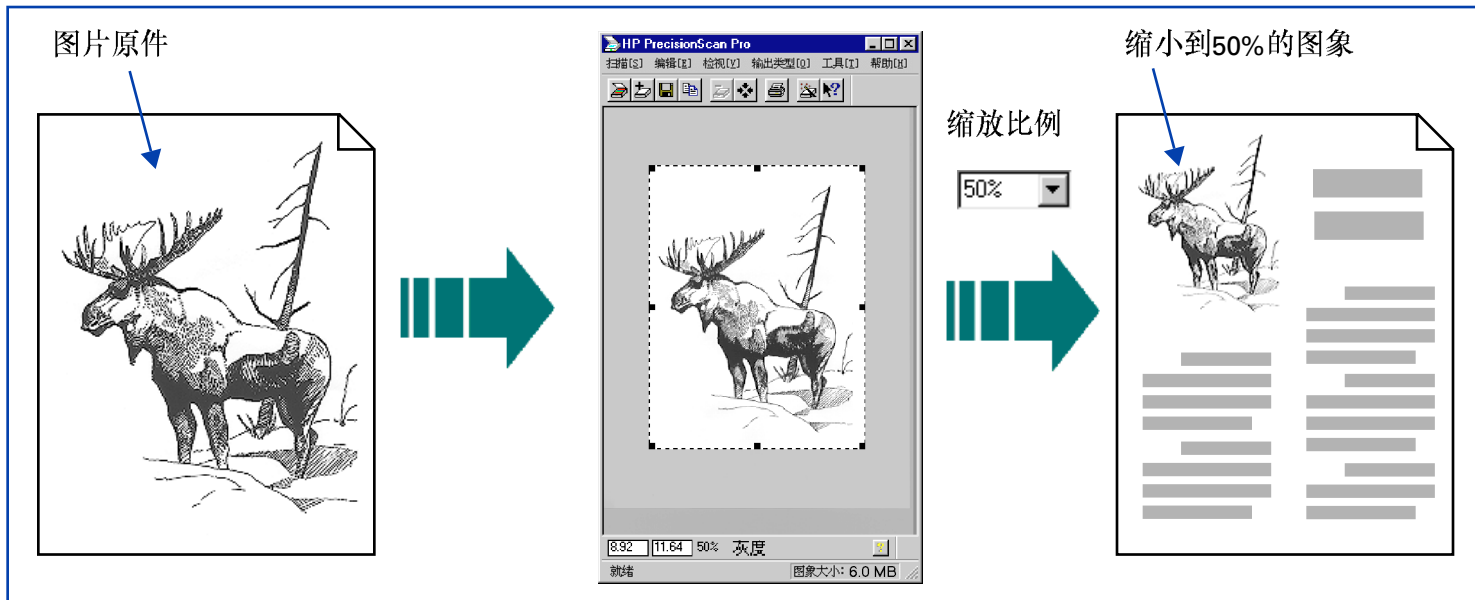 图片原件
HP PrecisionScan Pro
扫描[S] 编辑[E] 检视[V] 输出类型[O] 工具[T] 帮助[H]
8.92 11.64 50% 灰度
就绪 图象大小: 6.0 MB
缩放比例
50%
缩小到50%的图象